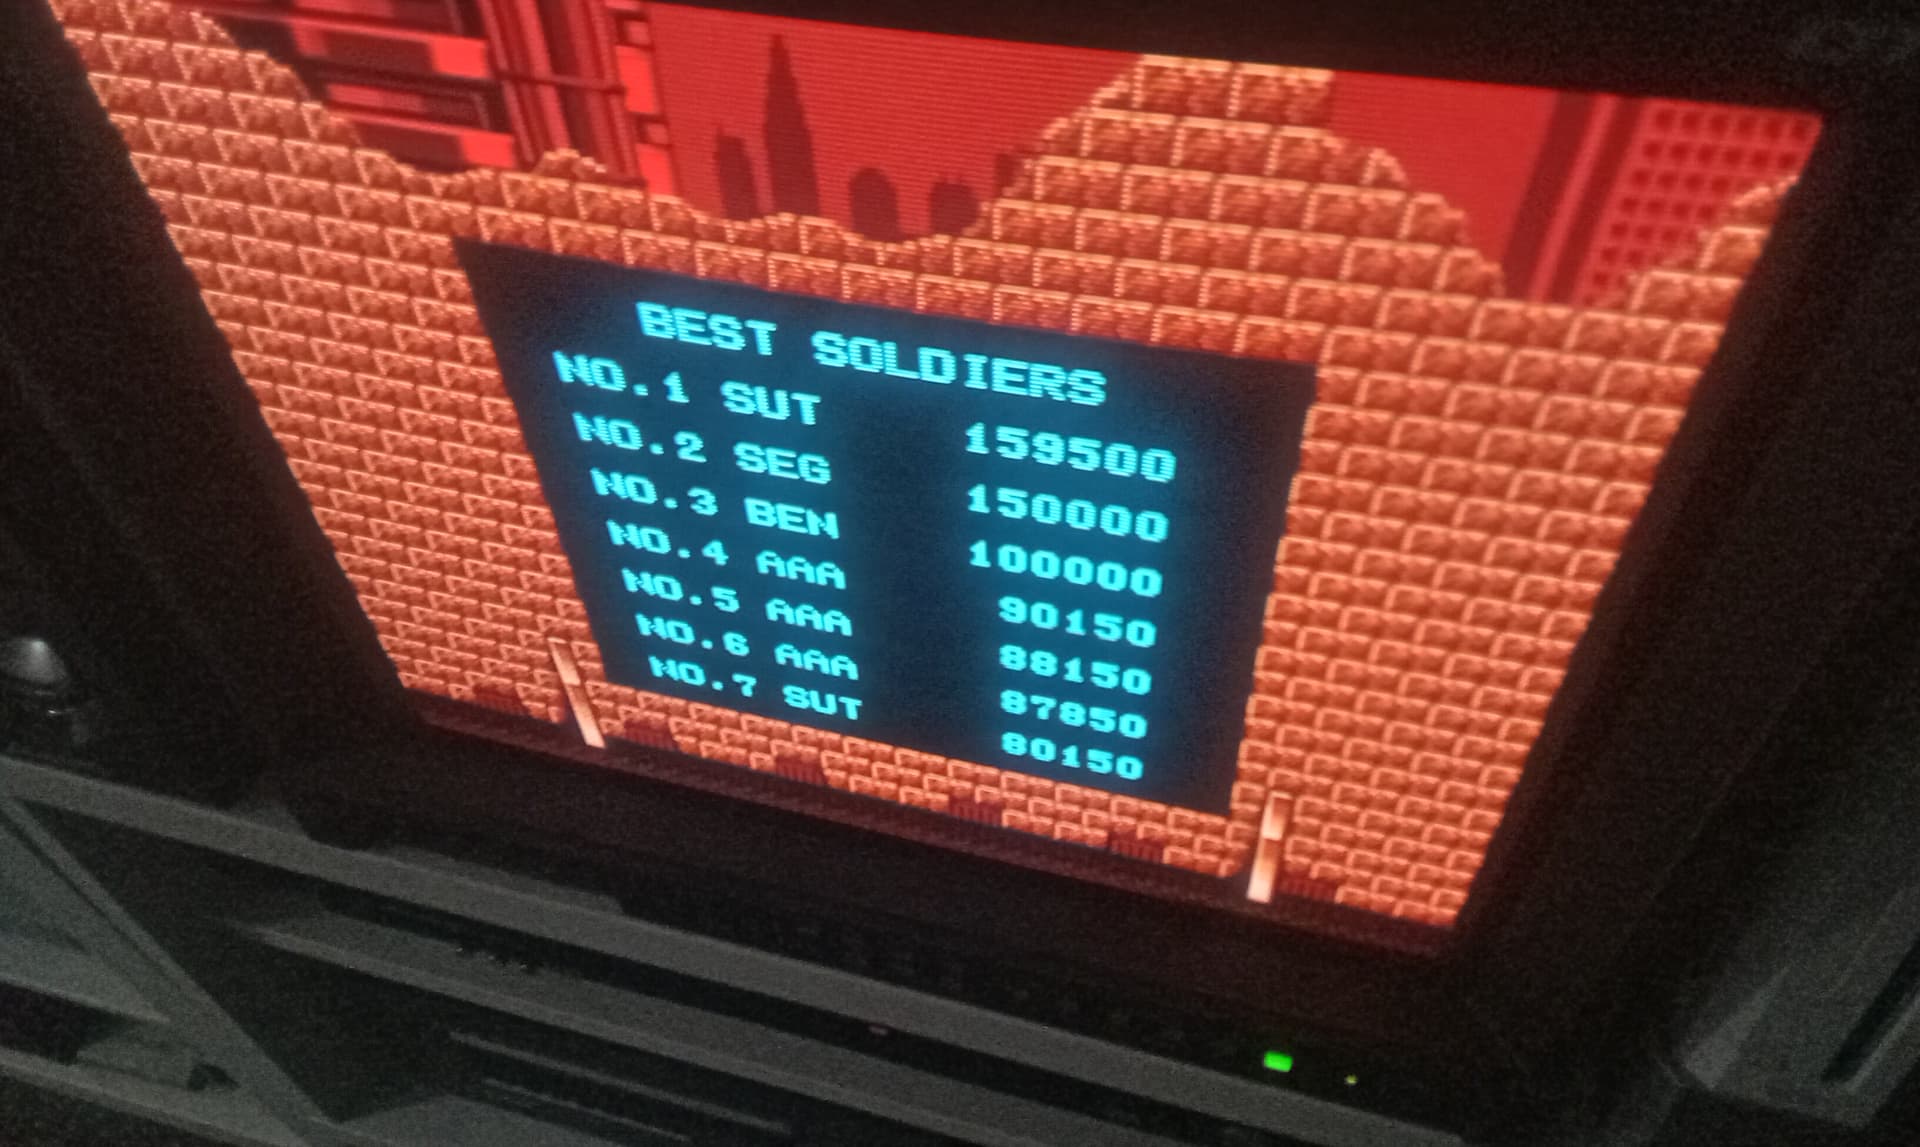 BEST SOLDIERS
NO.1 SUT 159500
NO.2 SEG 150000
NO.3 BEN 100000
NO.4 AAA 90150
NO.5 AAA 88150
NO.6 AAA 87850
NO.7 SUT 80150